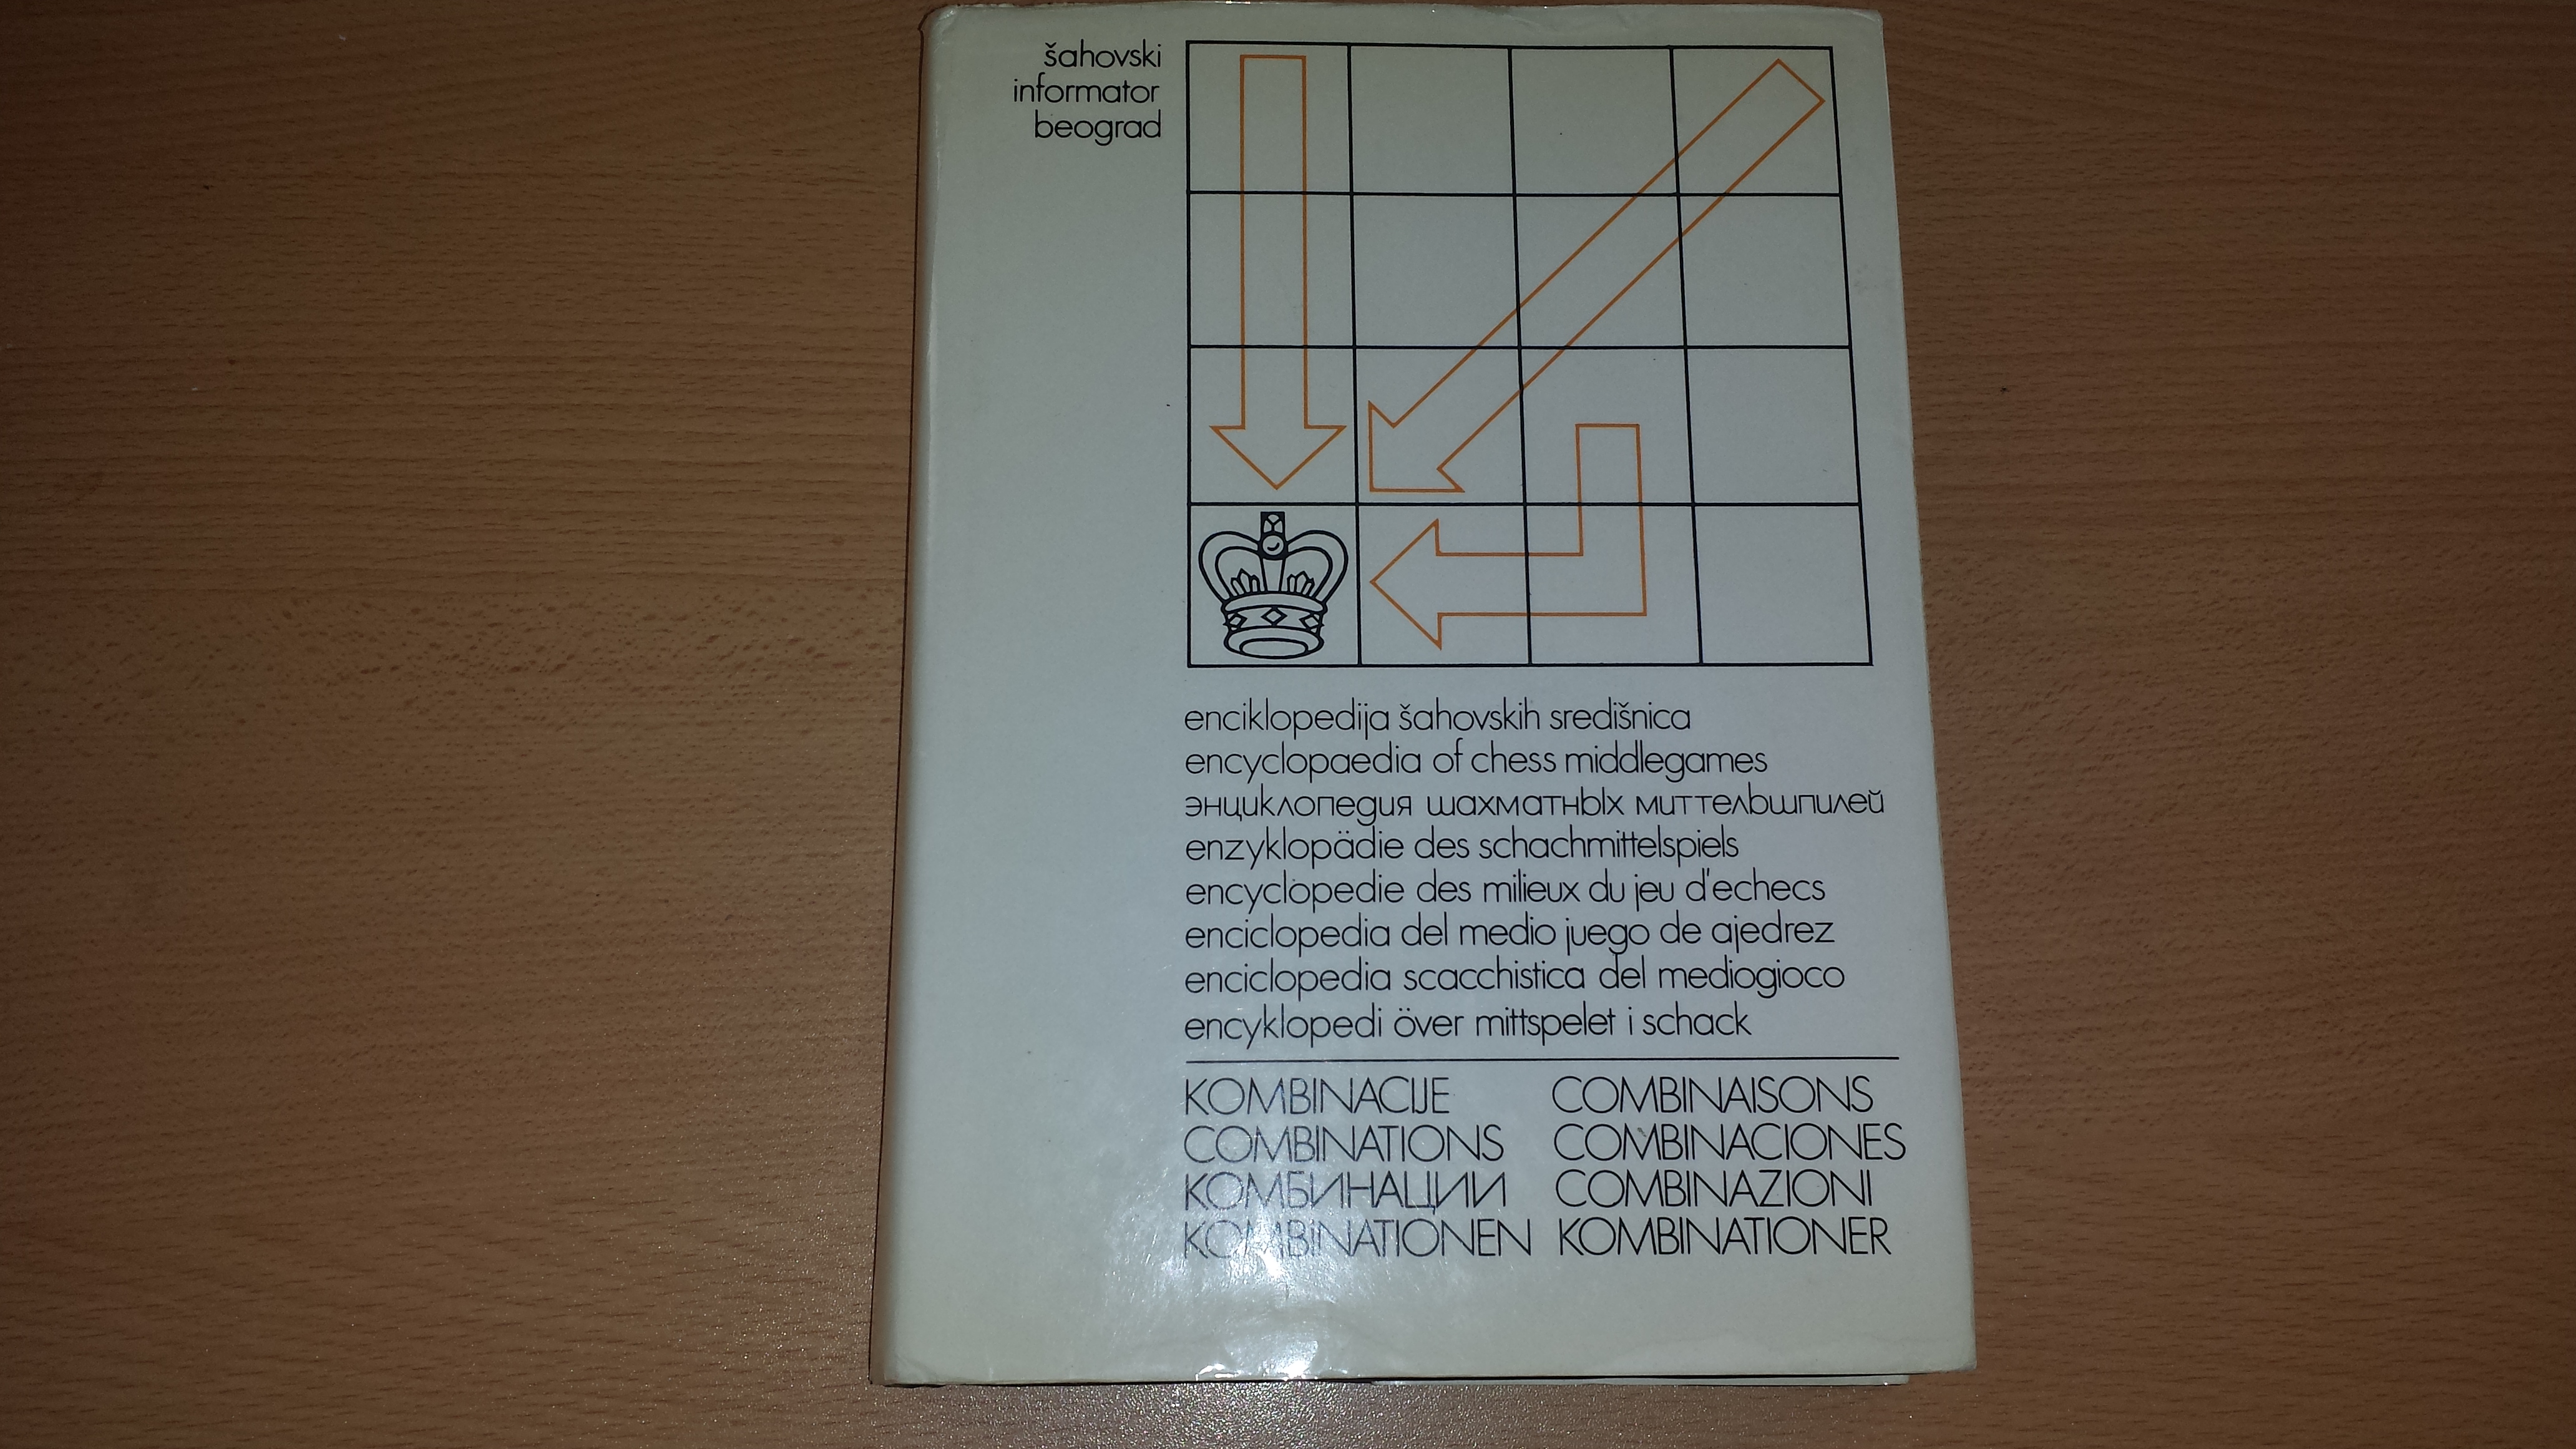 šahovski
informator
beograd
enciklopedija šahovskih središnica
encyclopaedia of chess middlegames
энциклопедия шахматных миттельшпилей
enzyklopädie des schachmittelspiels
encyclopedie des milieux du jeu d'echecs
enciclopedia del medio juego de ajedrez
enciclopedia scacchistica del mediogioco
encyklopedi över mittspelet i schack
KOMBINACIJE COMBINAISONS
COMBINATIONS COMBINACIONES
КОМБИНАЦИИ COMBINAZIONI
KOMBINATIONEN KOMBINATIONER